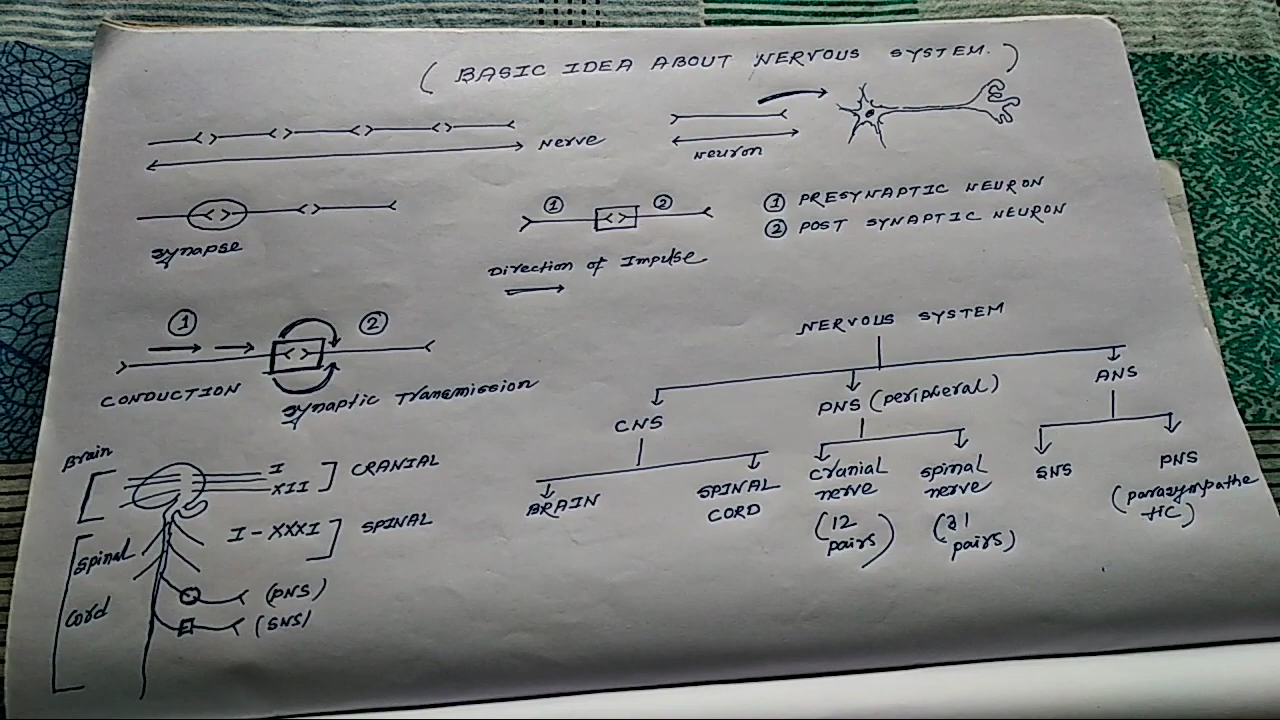 ( BASIC IDEA ABOUT NERVOUS SYSTEM. )
Nerve
Neuron
Synapse
① ②
① PRESYNAPTIC NEURON
② POST SYNAPTIC NEURON
Direction of Impulse
① ②
CONDUCTION
Synaptic Transmission
NERVOUS SYSTEM
CNS
PNS (peripheral)
ANS
BRAIN
SPINAL
CORD
cranial
nerve
(12
pairs)
spinal
nerve
(31
pairs)
SNS
PNS
(parasympathe
tic)
Brain
I
XII
CRANIAL
I - XXXI
SPINAL
Spinal
Cord
(PNS)
(SNS)